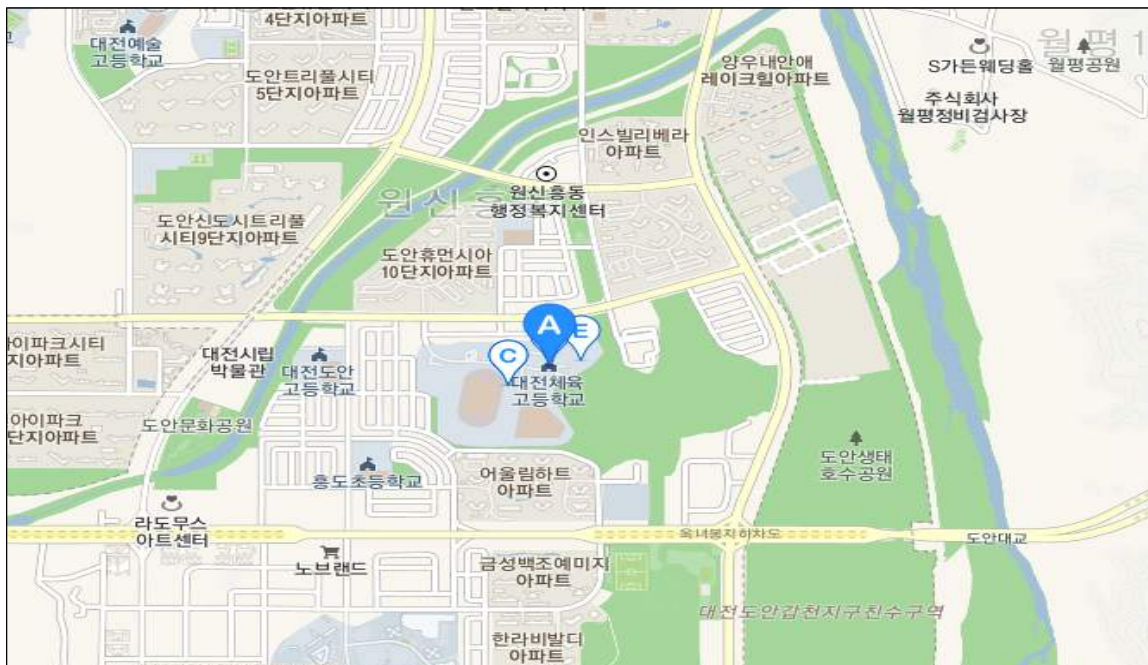 4단지아파트
대전예술
고등학교
도안트리풀시티
5단지아파트
양우내안애
레이크힐아파트
S가든웨딩홀
월평1
월평공원
주식회사
월평정비검사장
인스빌리베라
아파트
원신흥
원신흥동
행정복지센터
도안신도시트리풀
시티9단지아파트
도안휴먼시아
10단지아파트
아이파크시티
지아파트
대전시립
박물관
대전도안
고등학교
A
E
C
대전체육
고등학교
아이파크
단지아파트
도안문화공원
도안생태
호수공원
흥도초등학교
어울림하트
아파트
라도무스
아트센터
옥녀봉지하차도
도안대교
노브랜드
금성백조예미지
아파트
대전도안갑천지구친수구역
한라비발디
아파트